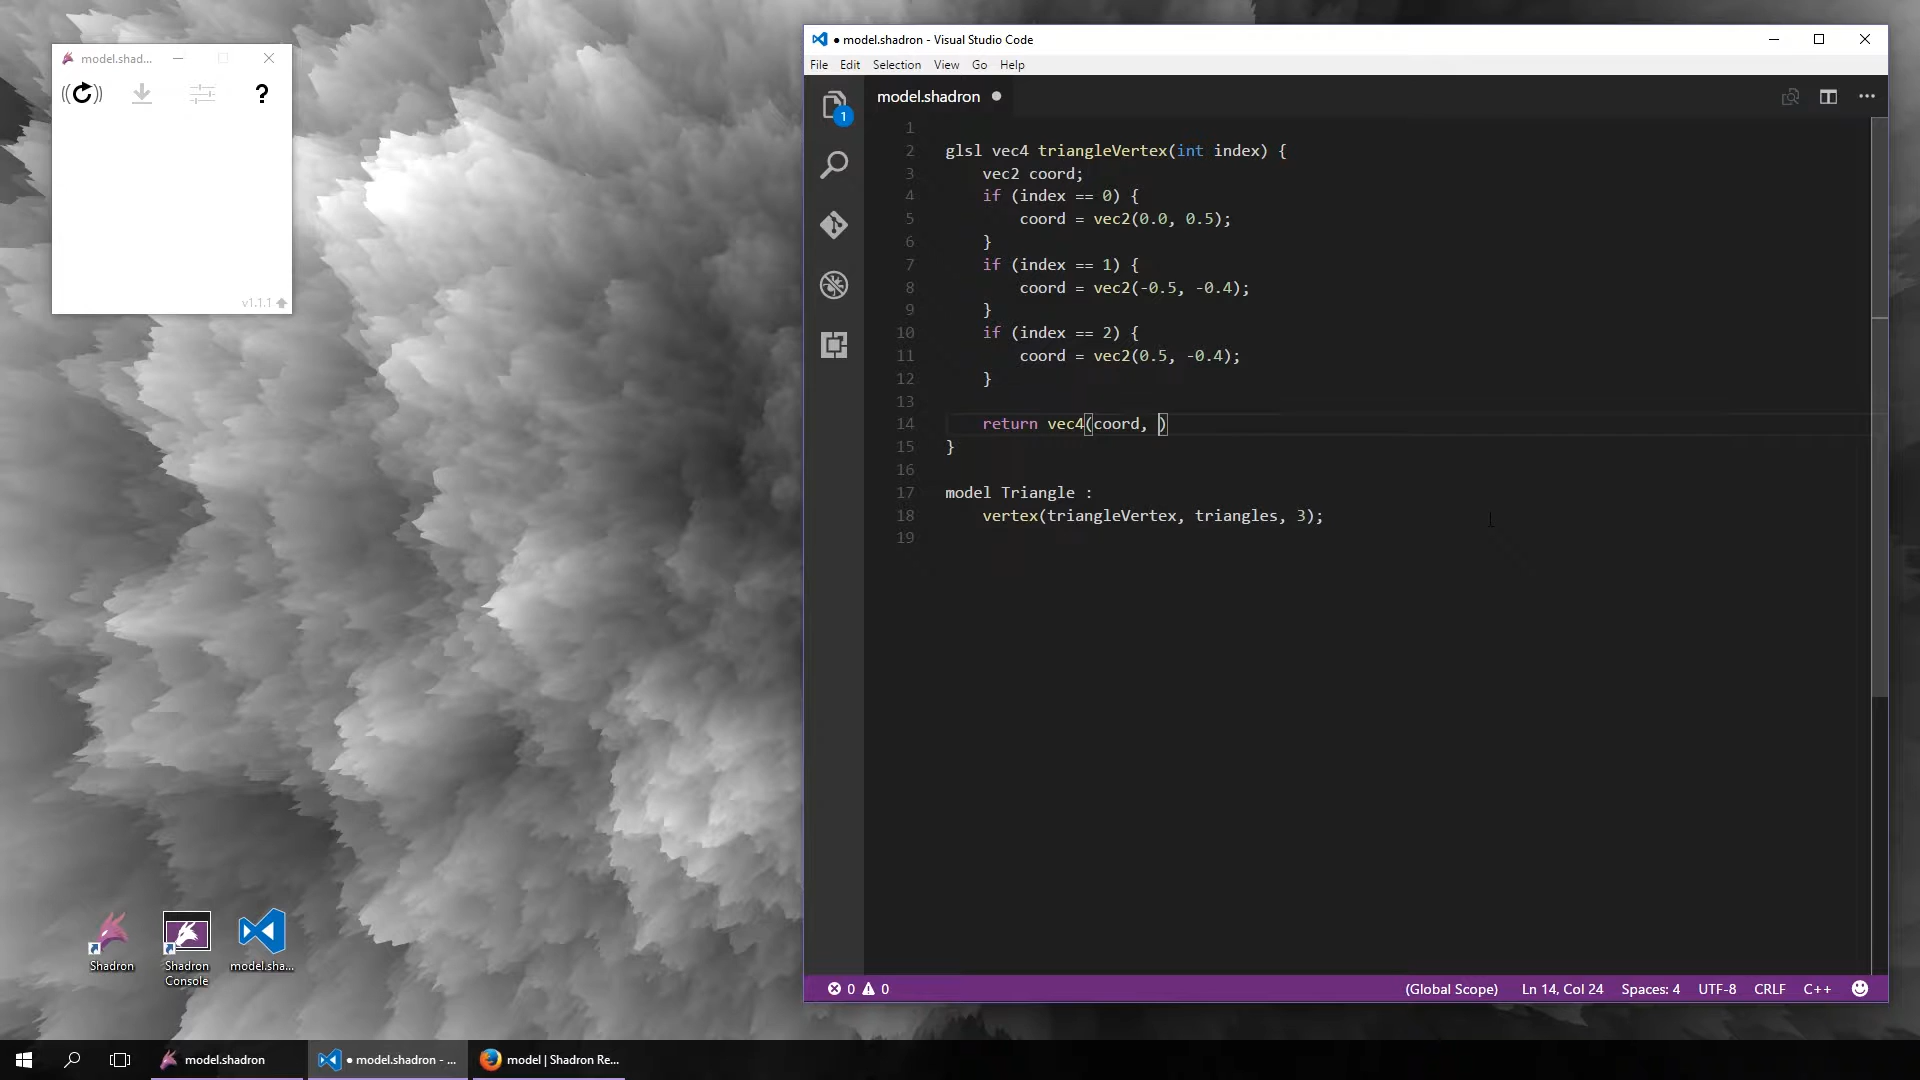 model.shad...
?
v1.1.1
● model.shadron - Visual Studio Code
File Edit Selection View Go Help
1
model.shadron ●
1
2 glsl vec4 triangleVertex(int index) {
3 vec2 coord;
4 if (index == 0) {
5 coord = vec2(0.0, 0.5);
6 }
7 if (index == 1) {
8 coord = vec2(-0.5, -0.4);
9 }
10 if (index == 2) {
11 coord = vec2(0.5, -0.4);
12 }
13
14 return vec4(coord, )
15 }
16
17 model Triangle :
18 vertex(triangleVertex, triangles, 3);
19
0 0 (Global Scope) Ln 14, Col 24 Spaces: 4 UTF-8 CRLF C++
Shadron
Shadron Console
model.sha...
model.shadron
● model.shadron - ...
model | Shadron Re...